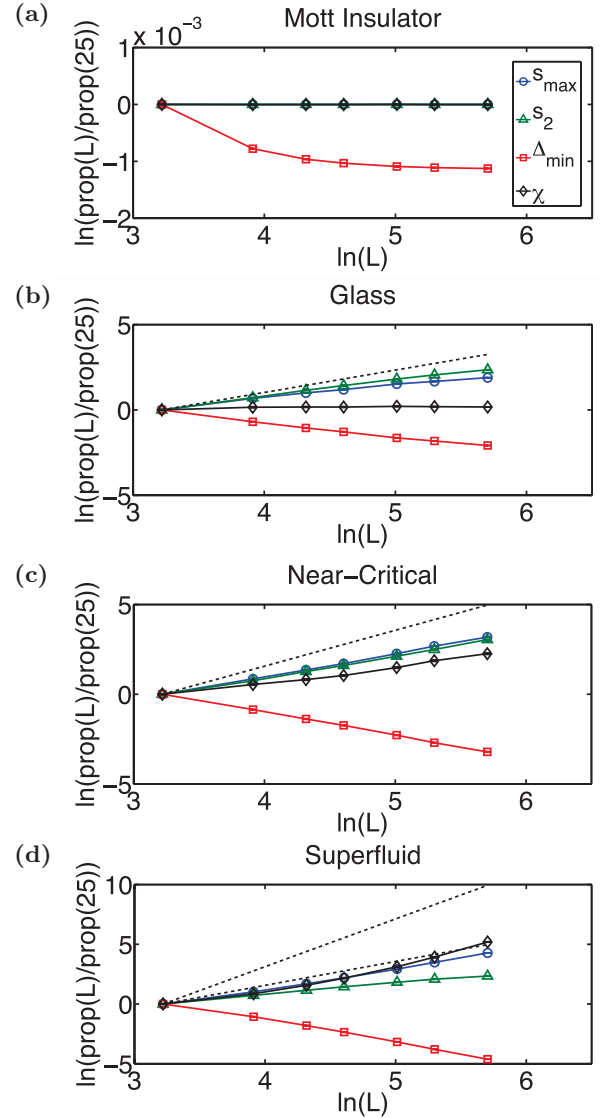 (a)
Mott Insulator
1 x 10⁻³
0
−1
−2
3
4
5
6
ln(prop(L)/prop(25))
ln(L)
s_max
s_2
Δ_min
χ
(b)
Glass
5
0
−5
3
4
5
6
ln(prop(L)/prop(25))
ln(L)
(c)
Near−Critical
5
0
−5
3
4
5
6
ln(prop(L)/prop(25))
ln(L)
(d)
Superfluid
10
5
0
−5
3
4
5
6
ln(prop(L)/prop(25))
ln(L)